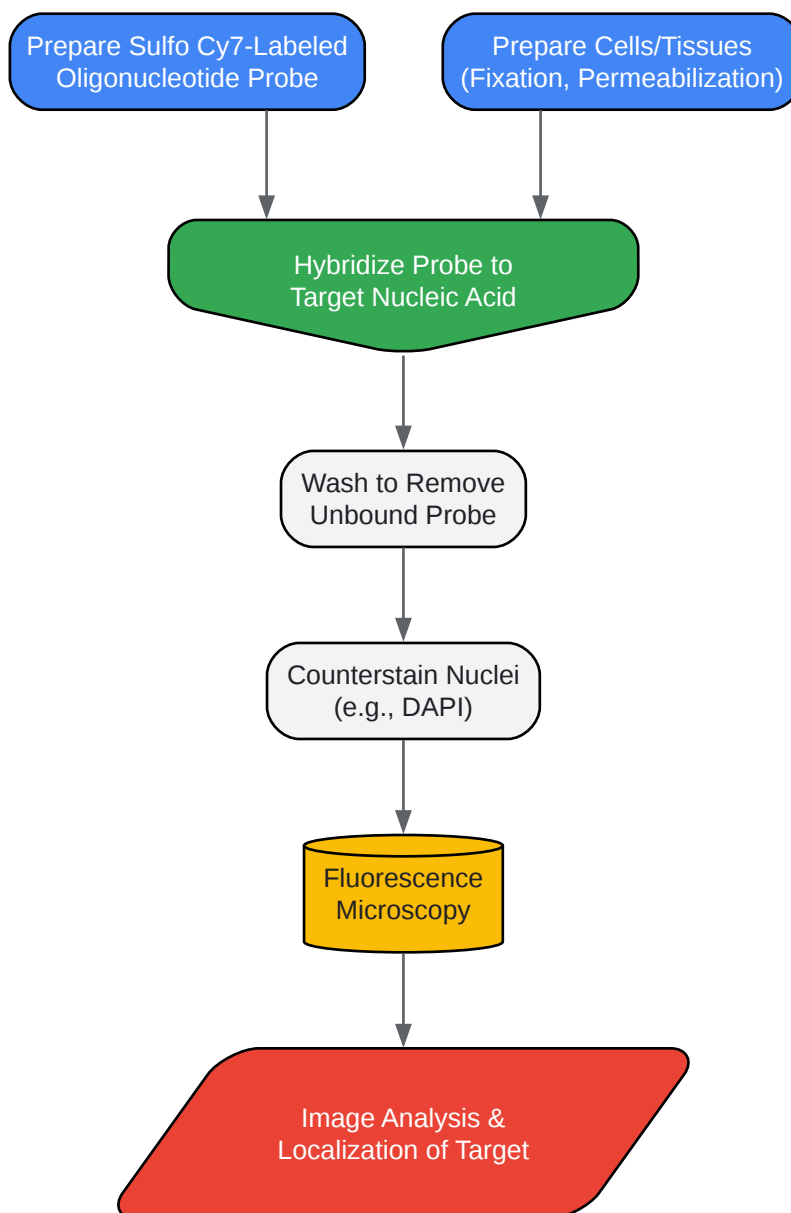 Prepare Sulfo Cy7-Labeled
Oligonucleotide Probe
Prepare Cells/Tissues
(Fixation, Permeabilization)
Hybridize Probe to
Target Nucleic Acid
Wash to Remove
Unbound Probe
Counterstain Nuclei
(e.g., DAPI)
Fluorescence
Microscopy
Image Analysis &
Localization of Target